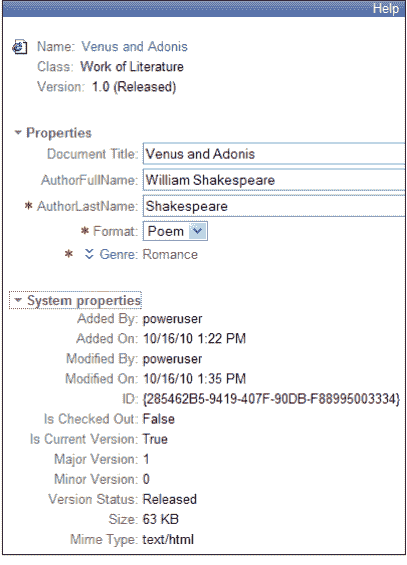 Help
Name: Venus and Adonis
Class: Work of Literature
Version: 1.0 (Released)
Properties
Document Title: Venus and Adonis
AuthorFullName: William Shakespeare
* AuthorLastName: Shakespeare
* Format: Poem
* Genre: Romance
System properties
Added By: poweruser
Added On: 10/16/10 1:22 PM
Modified By: poweruser
Modified On: 10/16/10 1:35 PM
ID: {285462B5-9419-407F-90DB-F88995003334}
Is Checked Out: False
Is Current Version: True
Major Version: 1
Minor Version: 0
Version Status: Released
Size: 63 KB
Mime Type: text/html